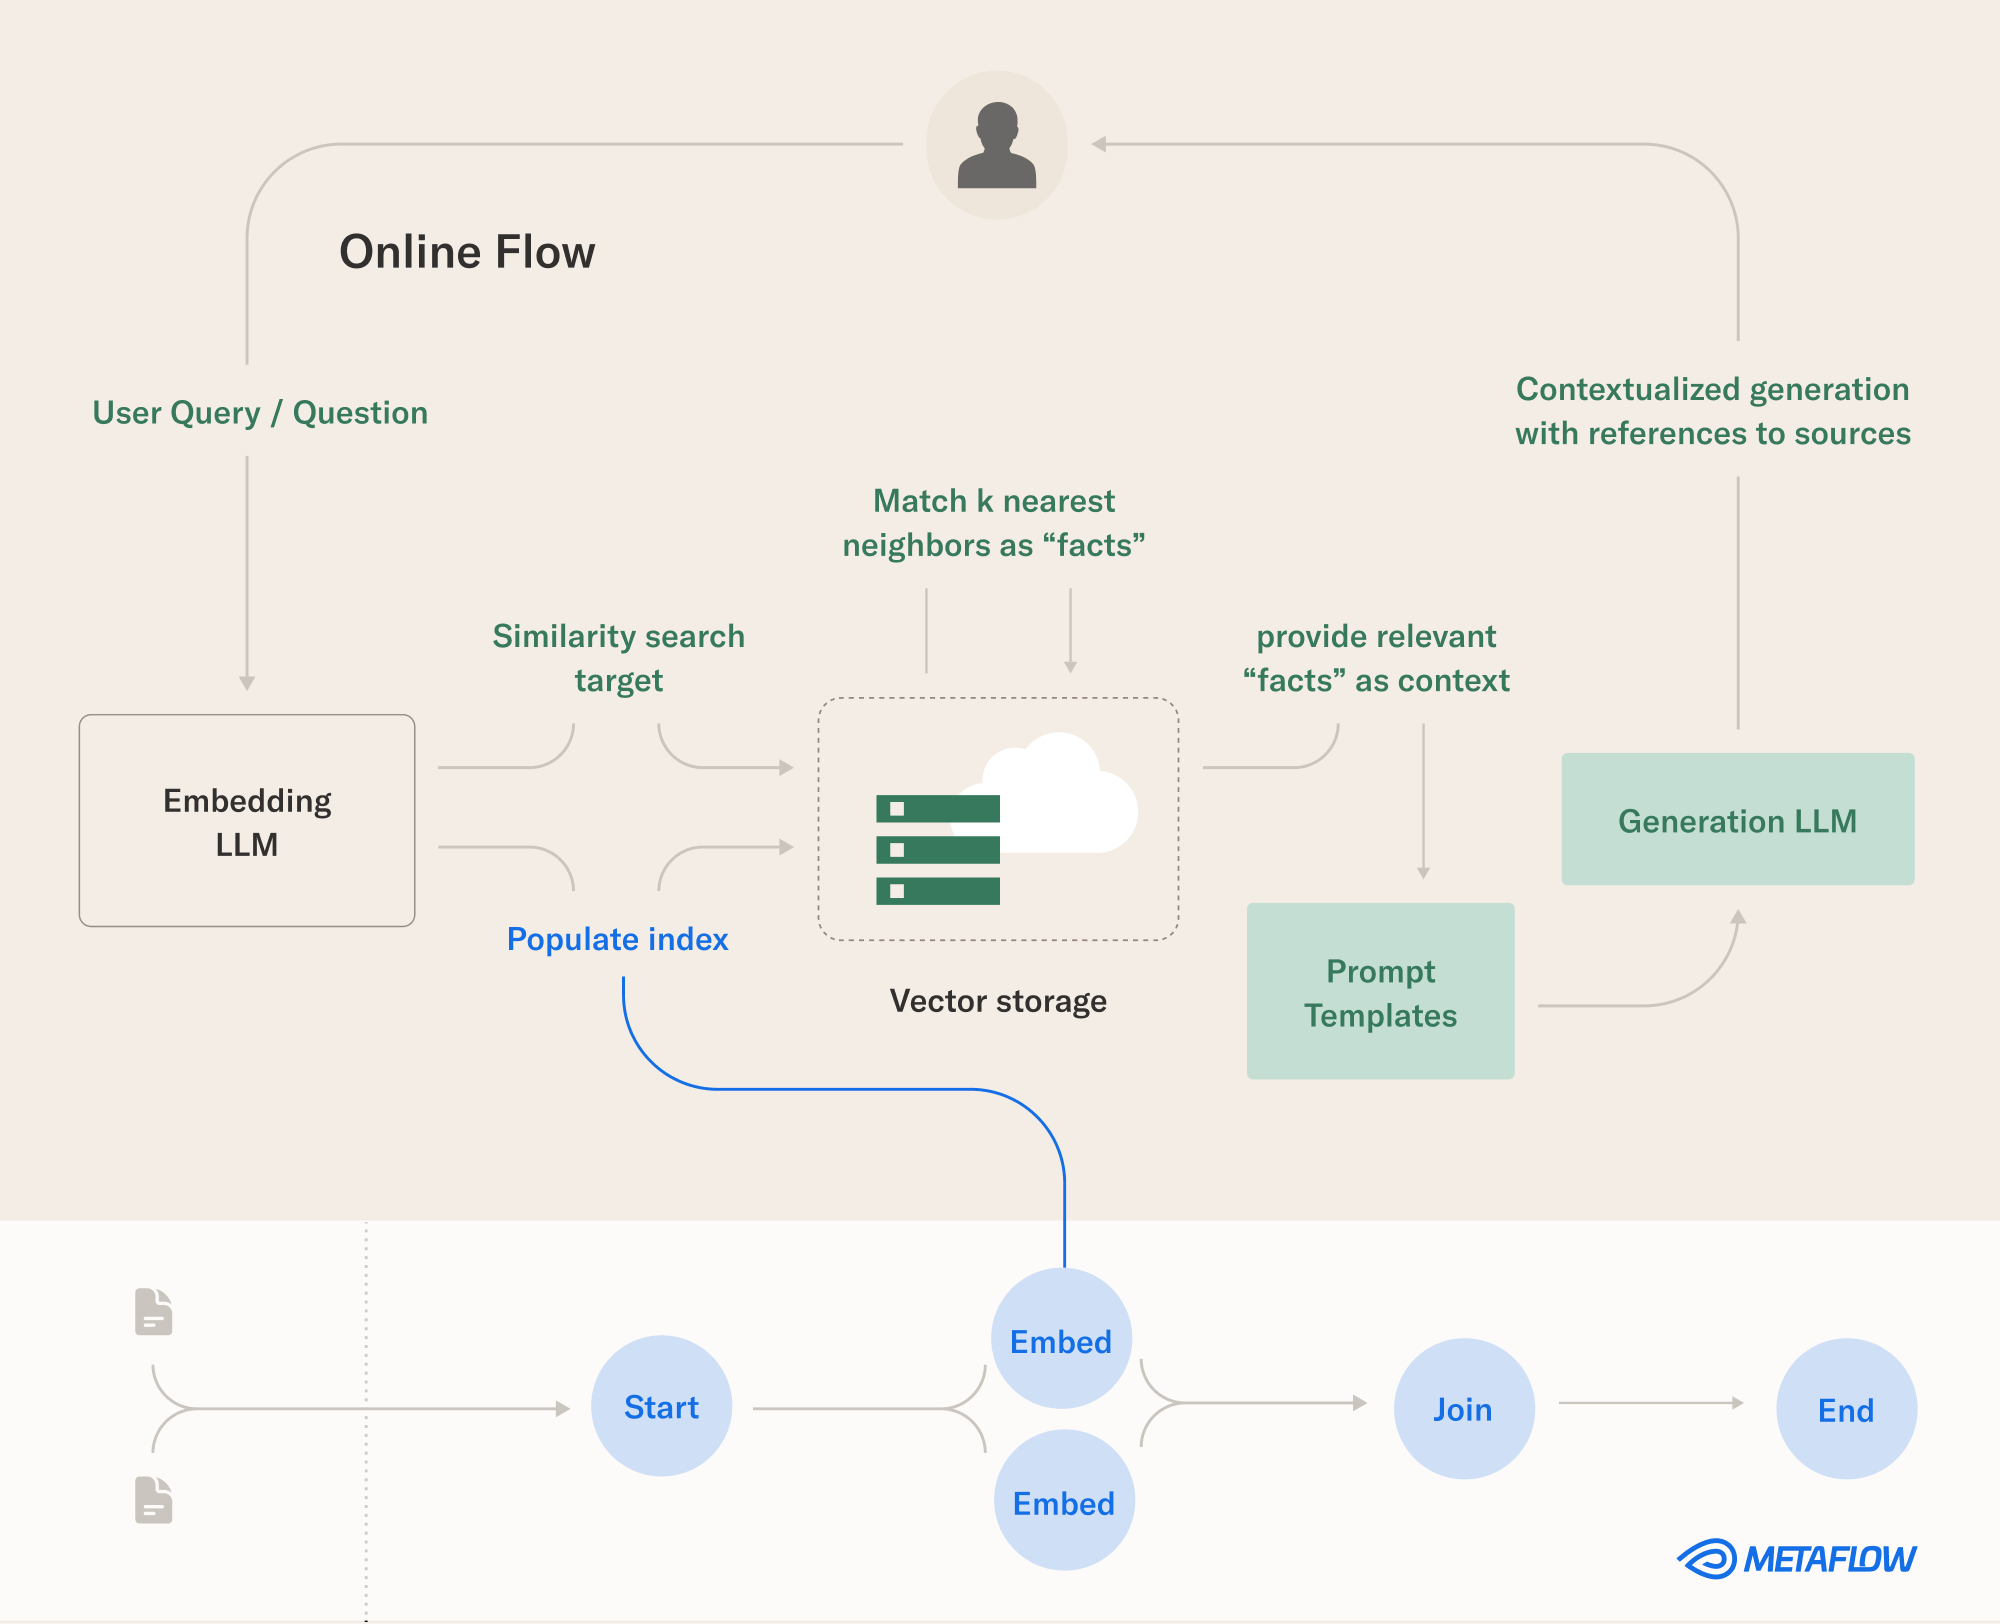 Online Flow
User Query / Question
Contextualized generation
with references to sources
Match k nearest
neighbors as “facts”
Similarity search
target
provide relevant
“facts” as context
Embedding
LLM
Generation LLM
Populate index
Vector storage
Prompt
Templates
Embed
Start
Join
End
Embed
METAFLOW